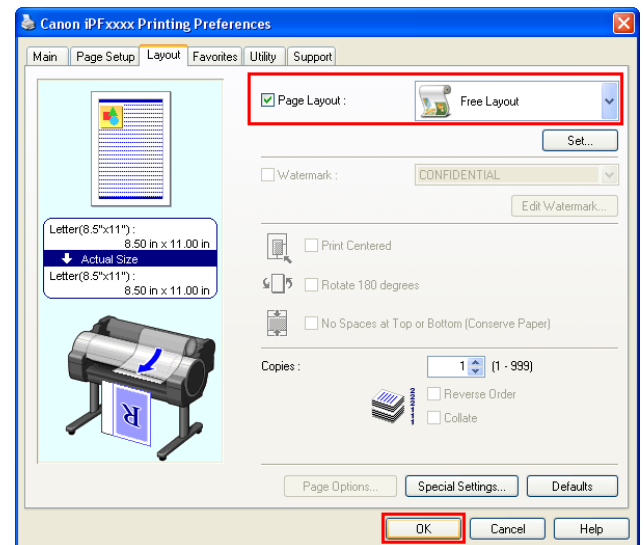 Canon iPFxxxx Printing Preferences
Main Page Setup Layout Favorites Utility Support
Page Layout : Free Layout
Set...
Watermark : CONFIDENTIAL
Edit Watermark...
Letter(8.5"x11") :
8.50 in x 11.00 in
Actual Size
Letter(8.5"x11") :
8.50 in x 11.00 in
Print Centered
Rotate 180 degrees
No Spaces at Top or Bottom (Conserve Paper)
Copies : 1 (1 - 999)
Reverse Order
Collate
R
Page Options... Special Settings... Defaults
OK Cancel Help